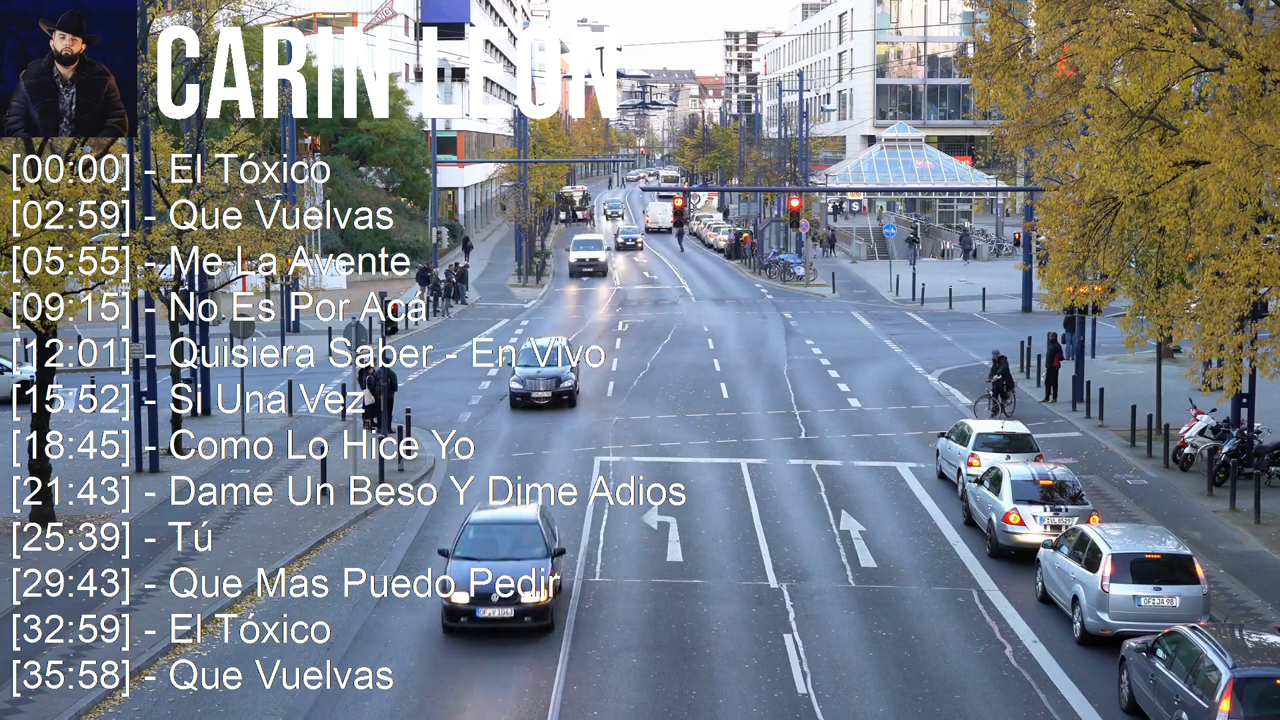 CARIN LEON
[00:00] - El Tóxico
[02:59] - Que Vuelvas
[05:55] - Me La Avente
[09:15] - No Es Por Acá
[12:01] - Quisiera Saber - En Vivo
[15:52] - Si Una Vez
[18:45] - Como Lo Hice Yo
[21:43] - Dame Un Beso Y Dime Adios
[25:39] - Tú
[29:43] - Que Mas Puedo Pedir
[32:59] - El Tóxico
[35:58] - Que Vuelvas